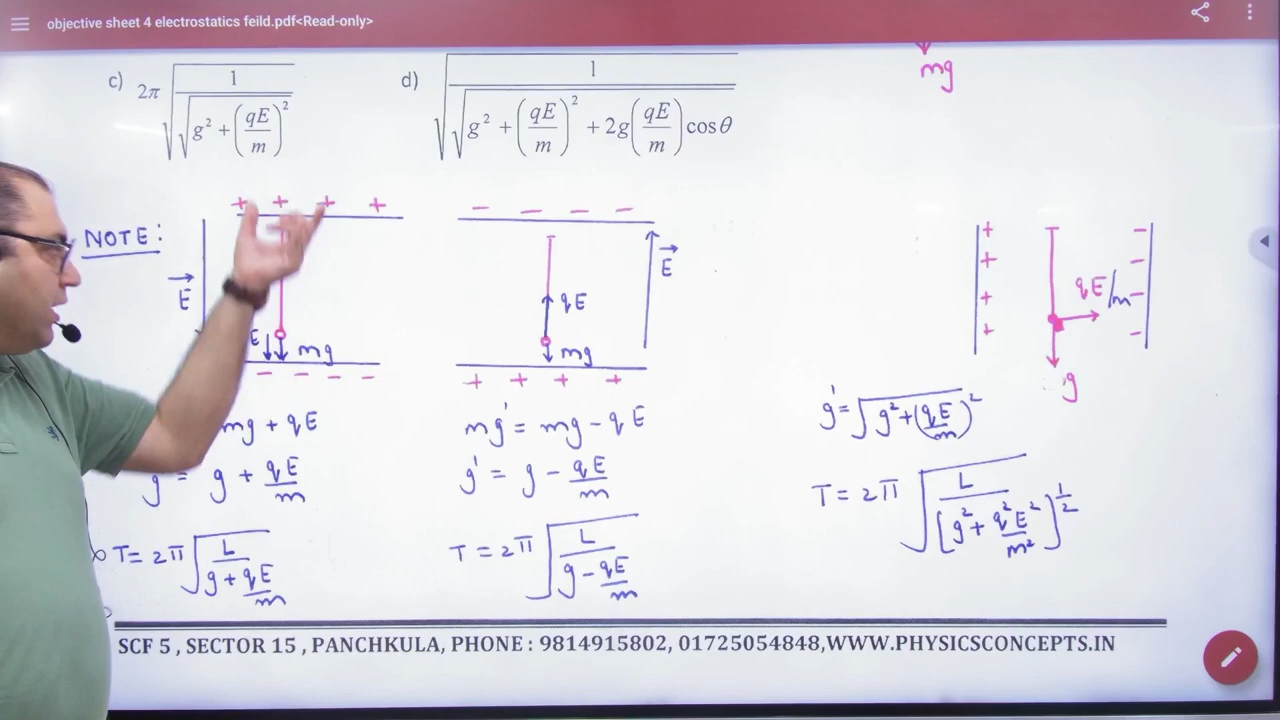 objective sheet 4 electrostatics feild.pdf<Read-only>
mg
c) 2π √(1/√(g² + (qE/m)²))
d) √(1/√(g² + (qE/m)² + 2g(qE/m)cosθ))
NOTE:
+ + + +
E⃗
E
mg
- - - -
mg + qE
g = g + qE/m
T = 2π √(L/(g + qE/m))
- - - -
E⃗
qE
mg
+ + + +
mg' = mg - qE
g' = g - qE/m
T = 2π √(L/(g - qE/m))
+ -
+ -
+ -
+ -
qE/m
g
g' = √(g² + (qE/m)²)
T = 2π √(L/[g² + q²E²/m²]^(1/2))
SCF 5 , SECTOR 15 , PANCHKULA, PHONE : 9814915802, 01725054848,WWW.PHYSICSCONCEPTS.IN